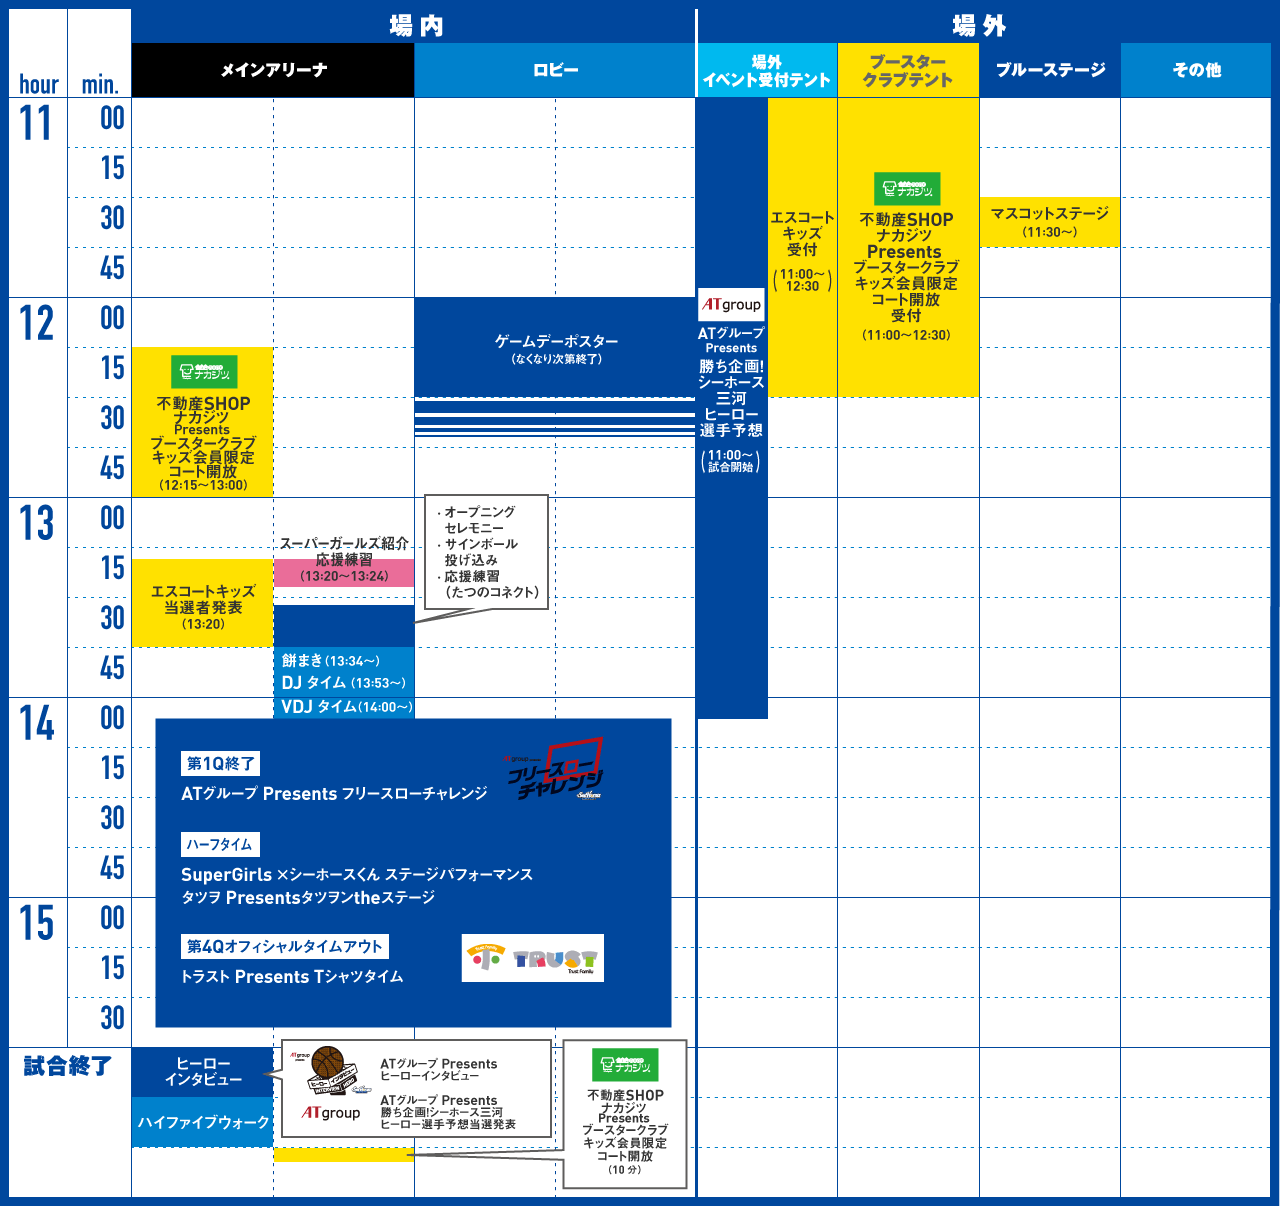 場内
場外
hour
min.
メインアリーナ
ロビー
場外
イベント受付テント
ブースター
クラブテント
ブルーステージ
その他
11
00
15
30
45
12
00
15
30
45
13
00
15
30
45
14
00
15
30
45
15
00
15
30
試合終了
ナカジツ
不動産SHOP
ナカジツ
Presents
ブースタークラブ
キッズ会員限定
コート開放
(12:15〜13:00)
エスコートキッズ
当選者発表
(13:20)
スーパーガールズ紹介
応援練習
(13:20〜13:24)
・オープニング
セレモニー
・サインボール
投げ込み
・応援練習
(たつのコネクト)
餅まき(13:34〜)
DJ タイム (13:53〜)
VDJ タイム(14:00〜)
ゲームデーポスター
(なくなり次第終了)
AT group
ATグループ
Presents
勝ち企画!
シーホース
三河
ヒーロー
選手予想
(11:00〜
試合開始)
エスコート
キッズ
受付
(11:00〜
12:30)
ナカジツ
不動産SHOP
ナカジツ
Presents
ブースタークラブ
キッズ会員限定
コート開放
受付
(11:00〜12:30)
マスコットステージ
(11:30〜)
第1Q終了
ATグループ Presents フリースローチャレンジ
フリースロー
チャレンジ
ハーフタイム
SuperGirls ×シーホースくん ステージパフォーマンス
タツヲ Presentsタツヲンtheステージ
第4Qオフィシャルタイムアウト
トラスト Presents Tシャツタイム
TRUST
Trust Family
ヒーロー
インタビュー
ハイファイブウォーク
ヒーロー
インタビュー
AT group
ATグループ Presents
ヒーローインタビュー
ATグループ Presents
勝ち企画!シーホース三河
ヒーロー選手予想当選発表
ナカジツ
不動産SHOP
ナカジツ
Presents
ブースタークラブ
キッズ会員限定
コート開放
(10 分)